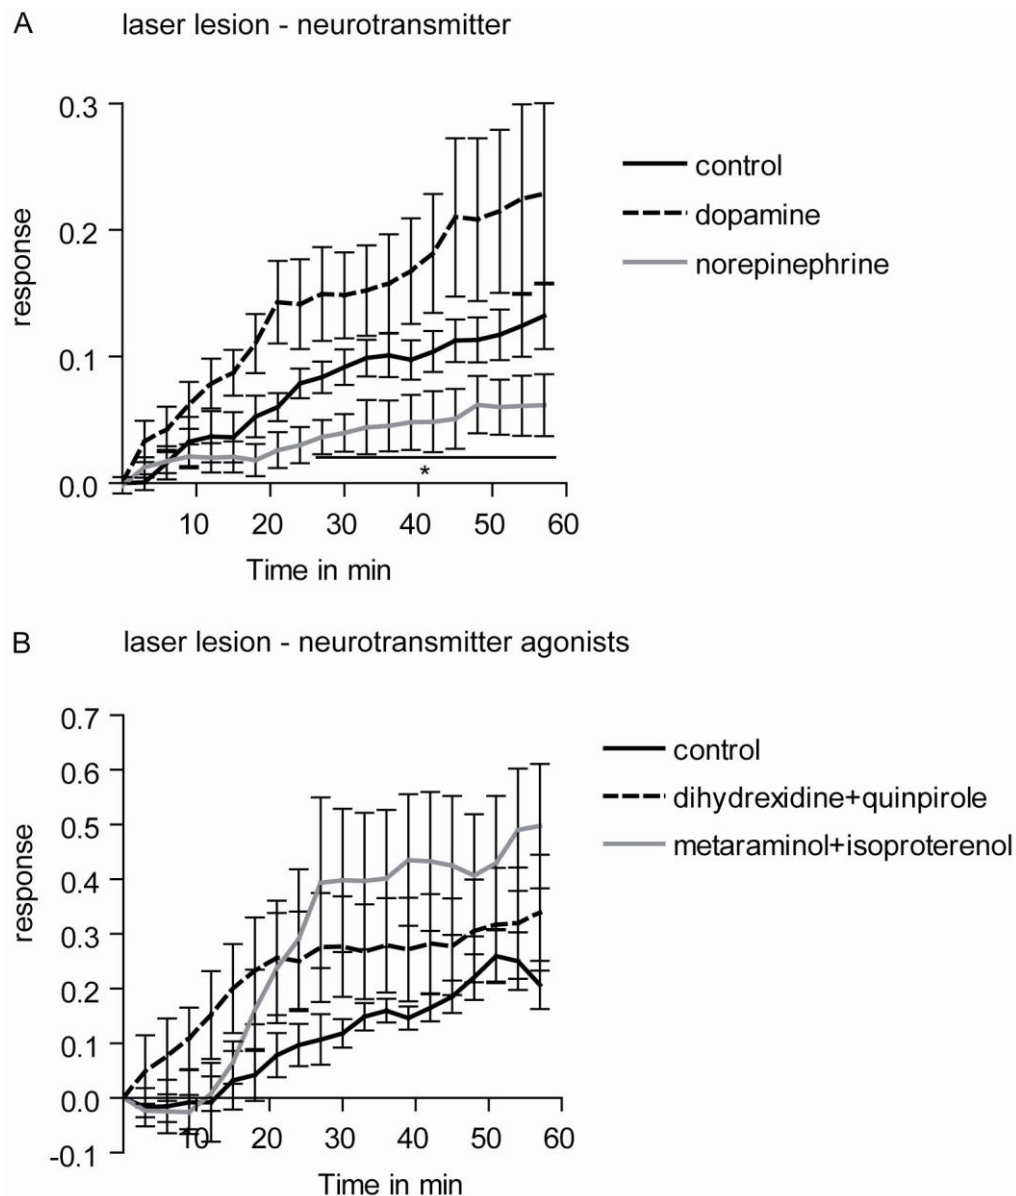 A laser lesion - neurotransmitter
0.3
0.2
0.1
0.0
response
10 20 30 40 50 60
Time in min
*
control
dopamine
norepinephrine
B laser lesion - neurotransmitter agonists
0.7
0.6
0.5
0.4
0.3
0.2
0.1
0.0
-0.1
response
10 20 30 40 50 60
Time in min
control
dihydrexidine+quinpirole
metaraminol+isoproterenol